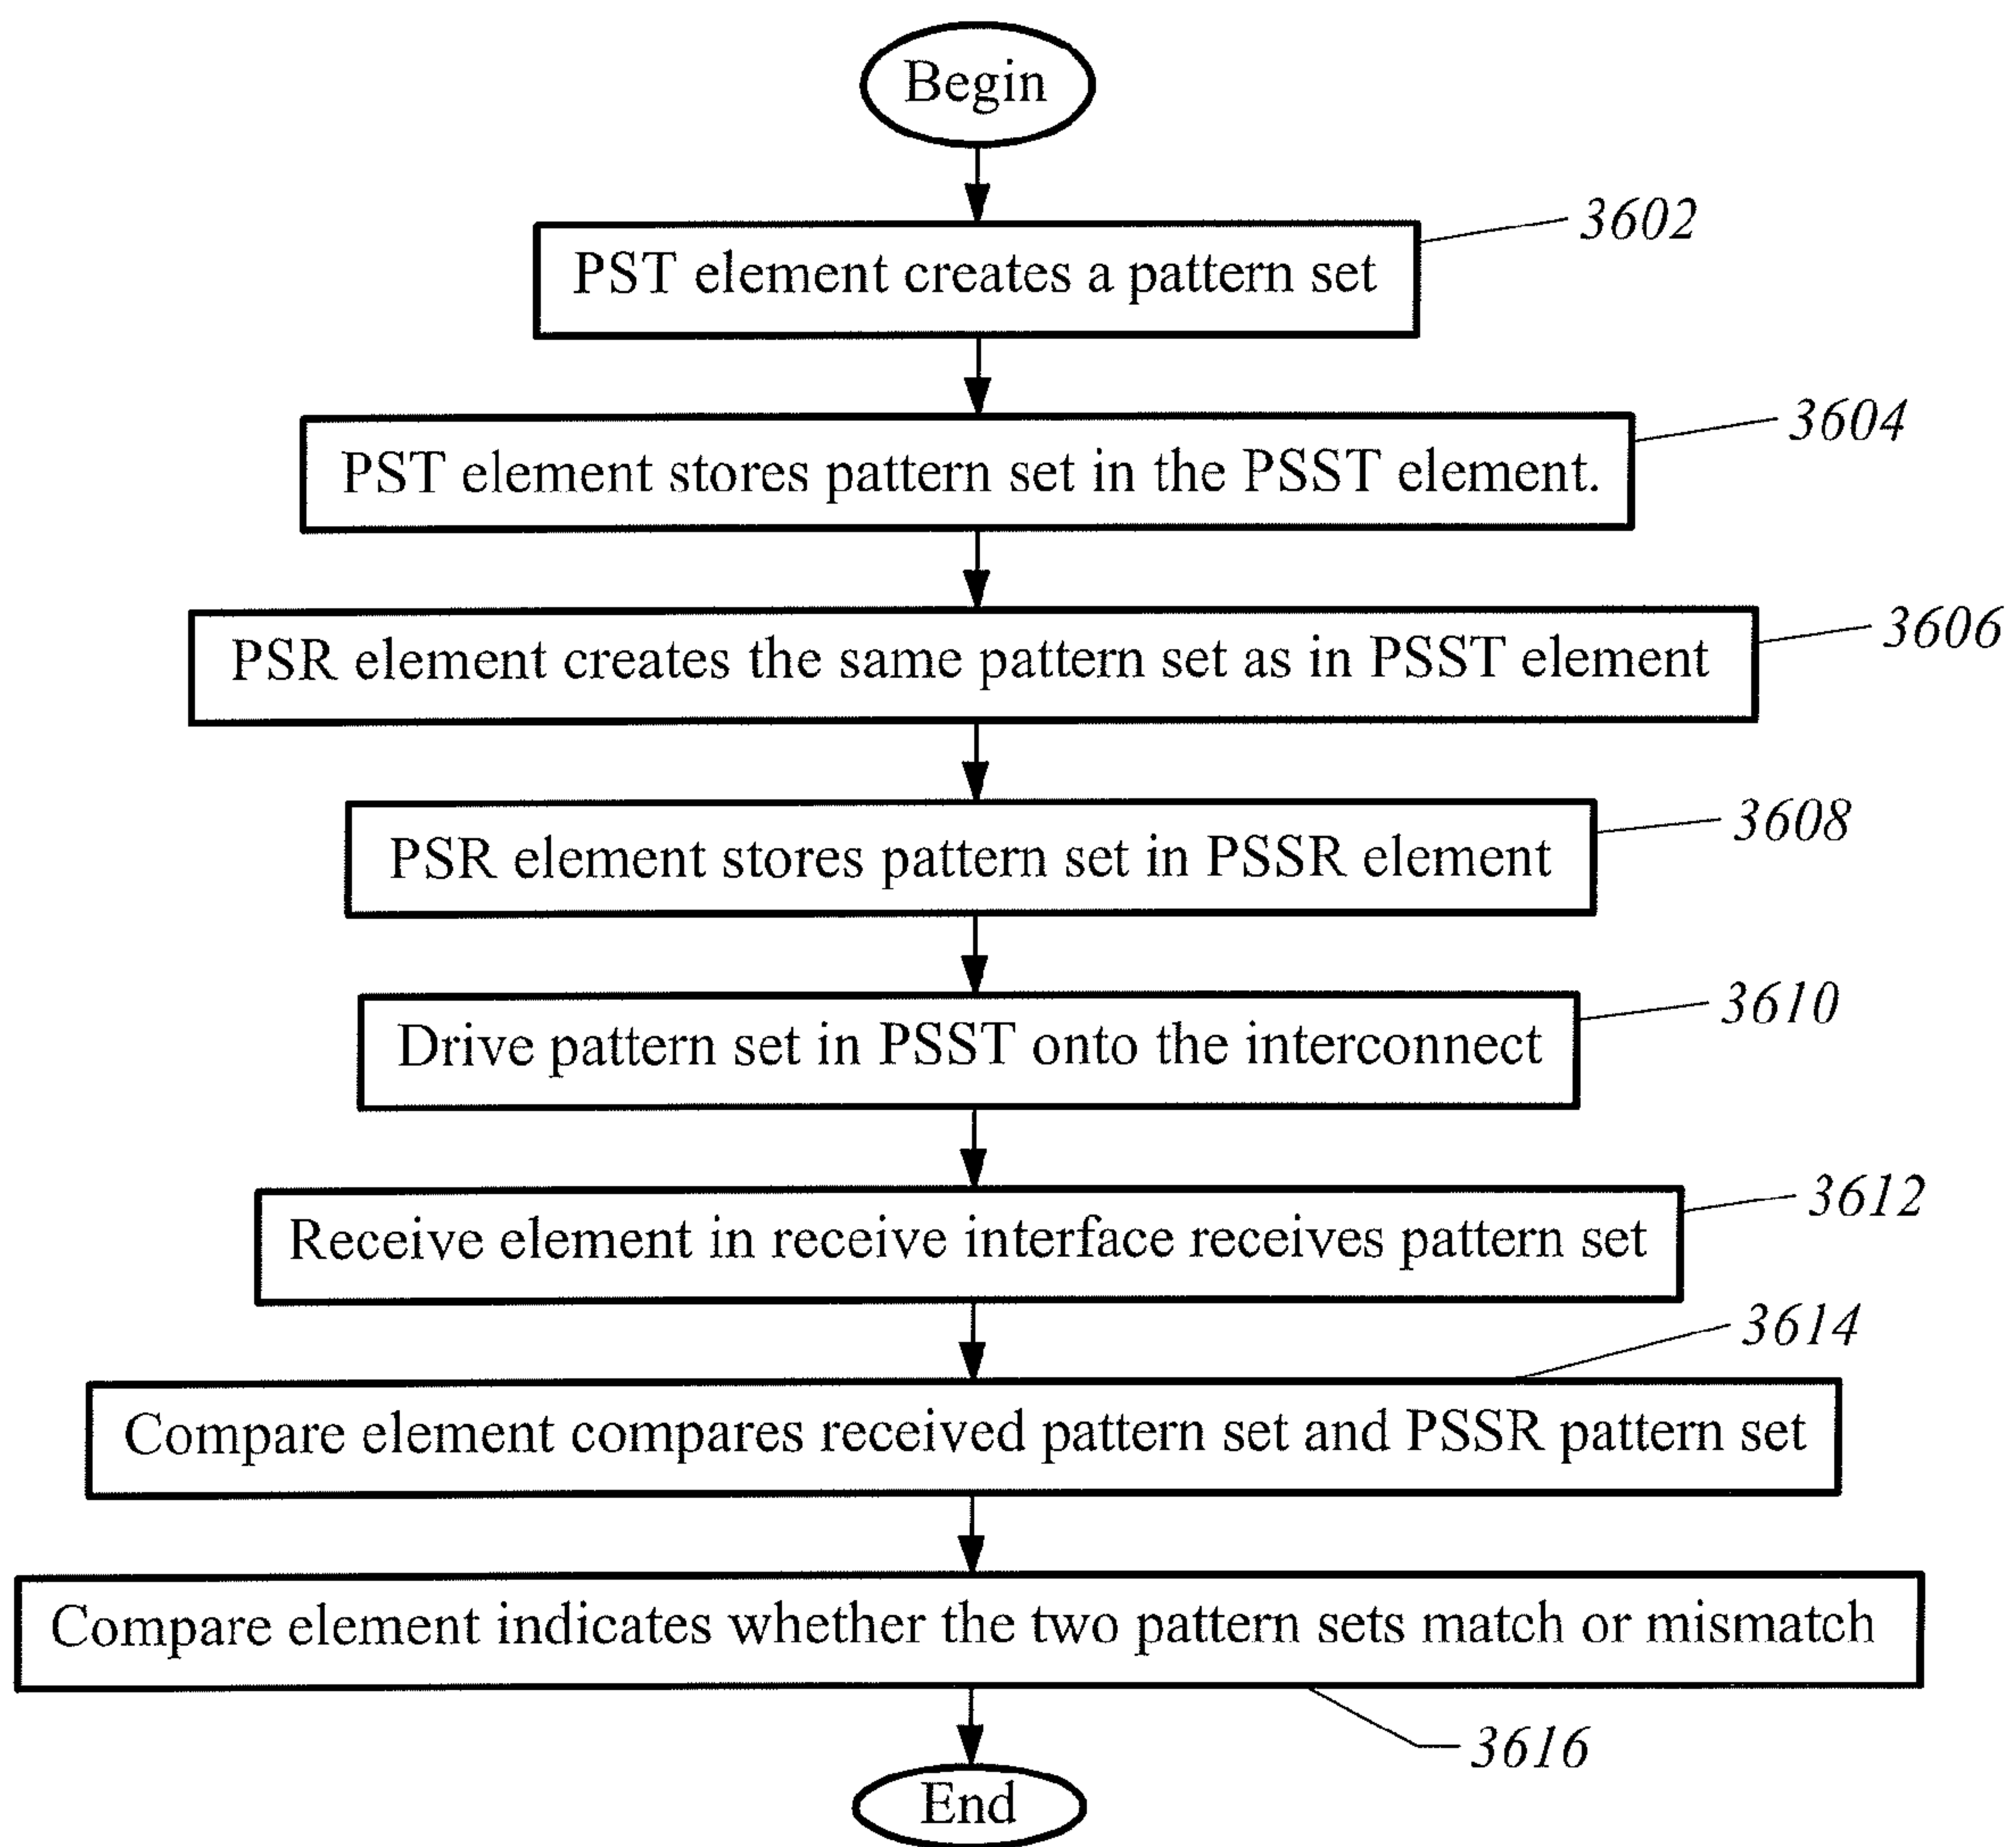 Begin
3602
PST element creates a pattern set
3604
PST element stores pattern set in the PSST element.
3606
PSR element creates the same pattern set as in PSST element
3608
PSR element stores pattern set in PSSR element
3610
Drive pattern set in PSST onto the interconnect
3612
Receive element in receive interface receives pattern set
3614
Compare element compares received pattern set and PSSR pattern set
Compare element indicates whether the two pattern sets match or mismatch
3616
End